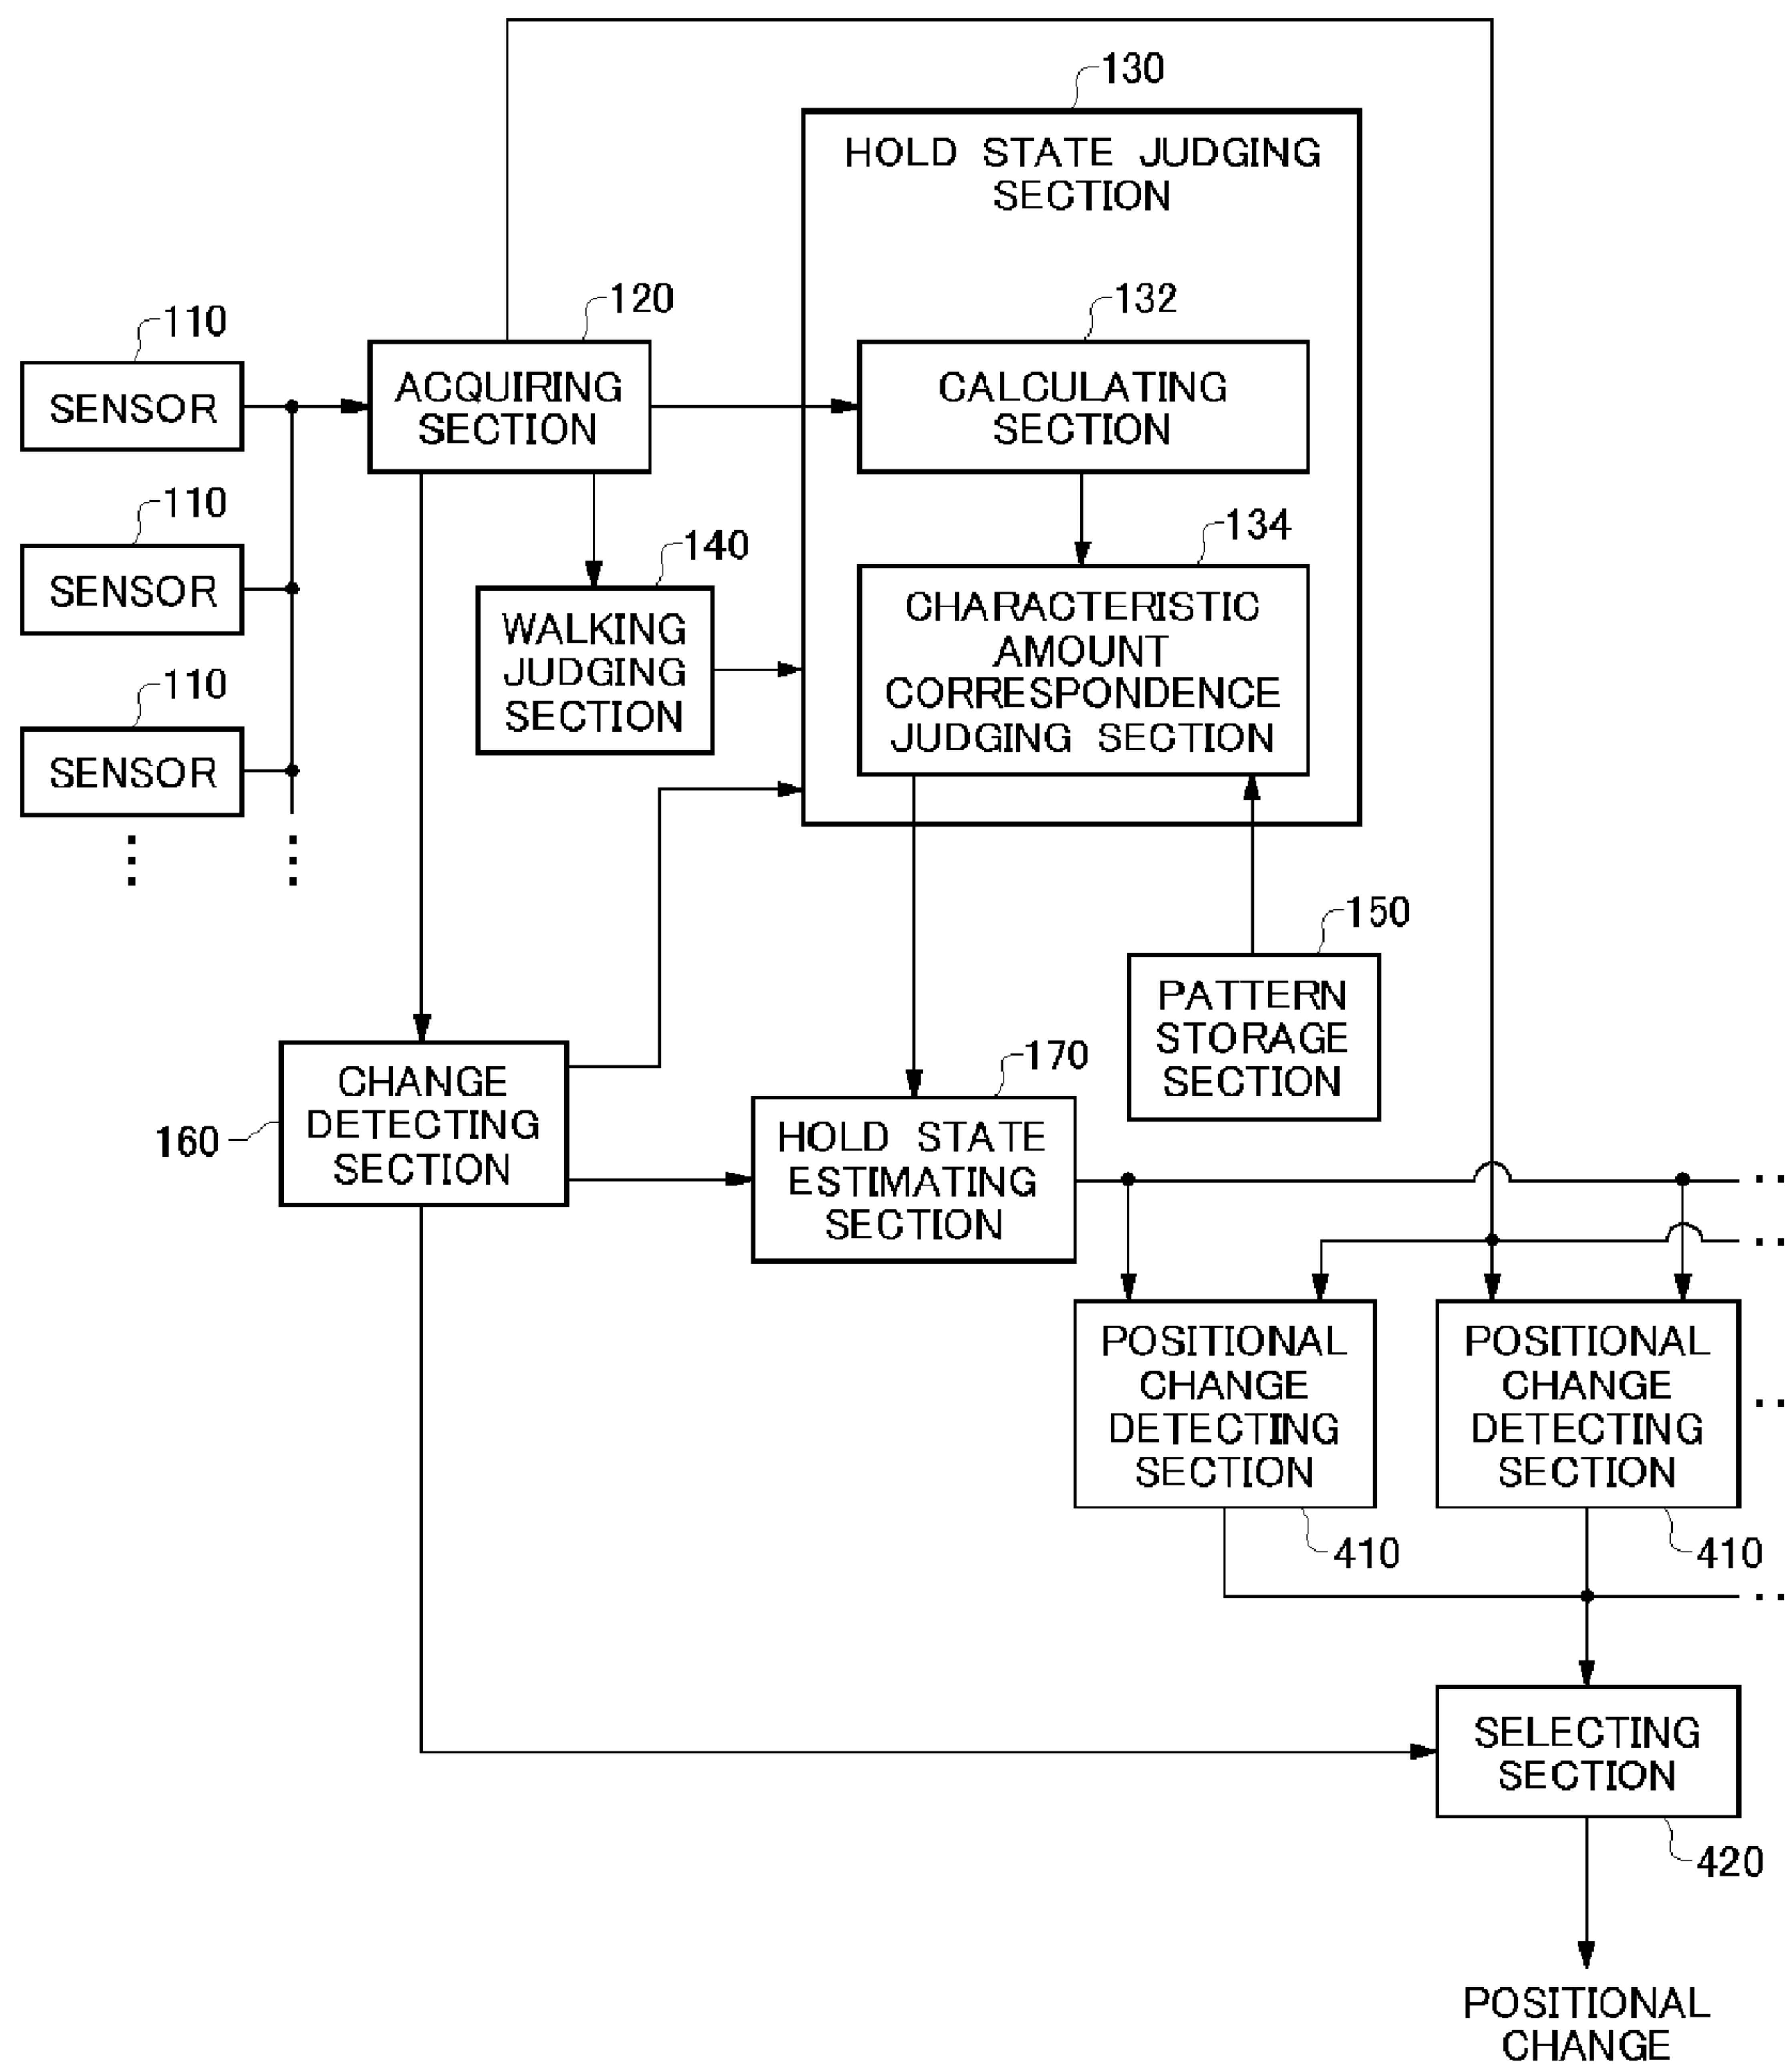 130
HOLD STATE JUDGING
SECTION
110
SENSOR
120
ACQUIRING
SECTION
132
CALCULATING
SECTION
110
SENSOR
140
WALKING
JUDGING
SECTION
134
CHARACTERISTIC
AMOUNT
CORRESPONDENCE
JUDGING SECTION
110
SENSOR
150
PATTERN
STORAGE
SECTION
160
CHANGE
DETECTING
SECTION
170
HOLD STATE
ESTIMATING
SECTION
POSITIONAL
CHANGE
DETECTING
SECTION
410
POSITIONAL
CHANGE
DETECTING
SECTION
410
SELECTING
SECTION
420
POSITIONAL
CHANGE